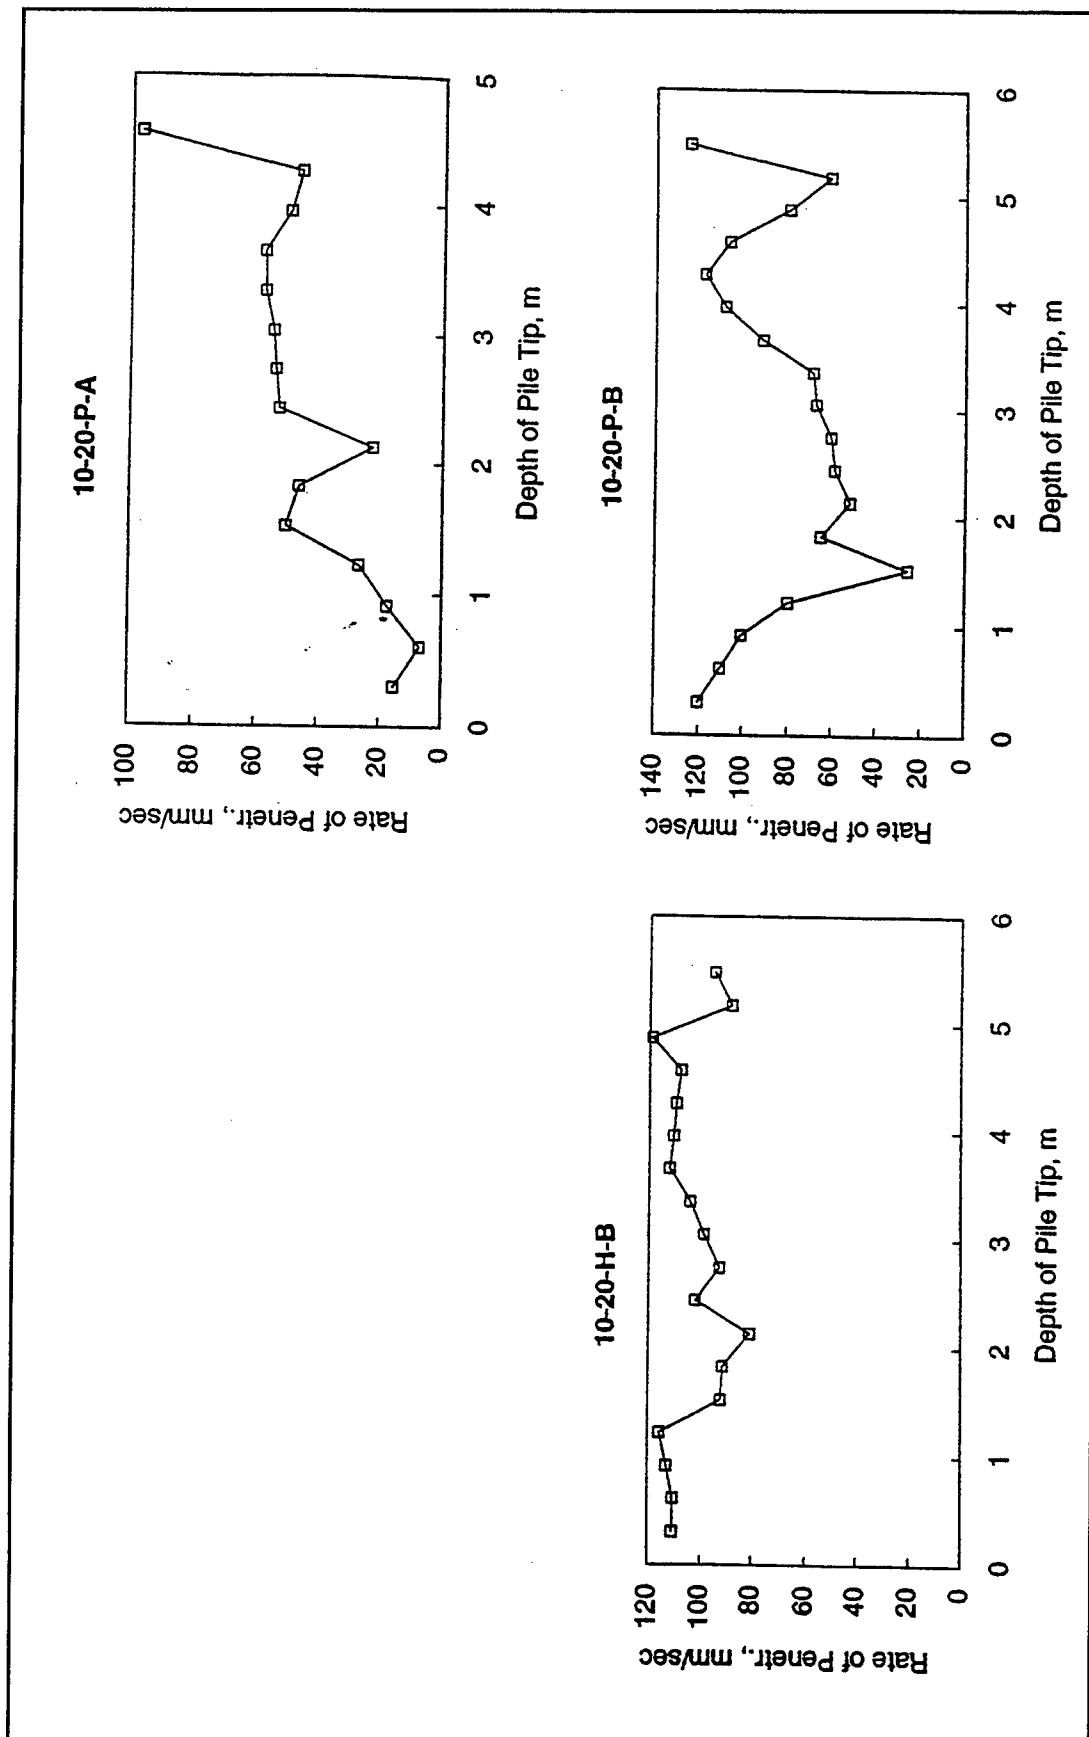 10-20-P-A
Rate of Penetr., mm/sec
100
80
60
40
20
0
0 1 2 3 4 5
Depth of Pile Tip, m
10-20-H-B
Rate of Penetr., mm/sec
120
100
80
60
40
20
0
0 1 2 3 4 5 6
Depth of Pile Tip, m
10-20-P-B
Rate of Penetr., mm/sec
140
120
100
80
60
40
20
0
0 1 2 3 4 5 6
Depth of Pile Tip, m